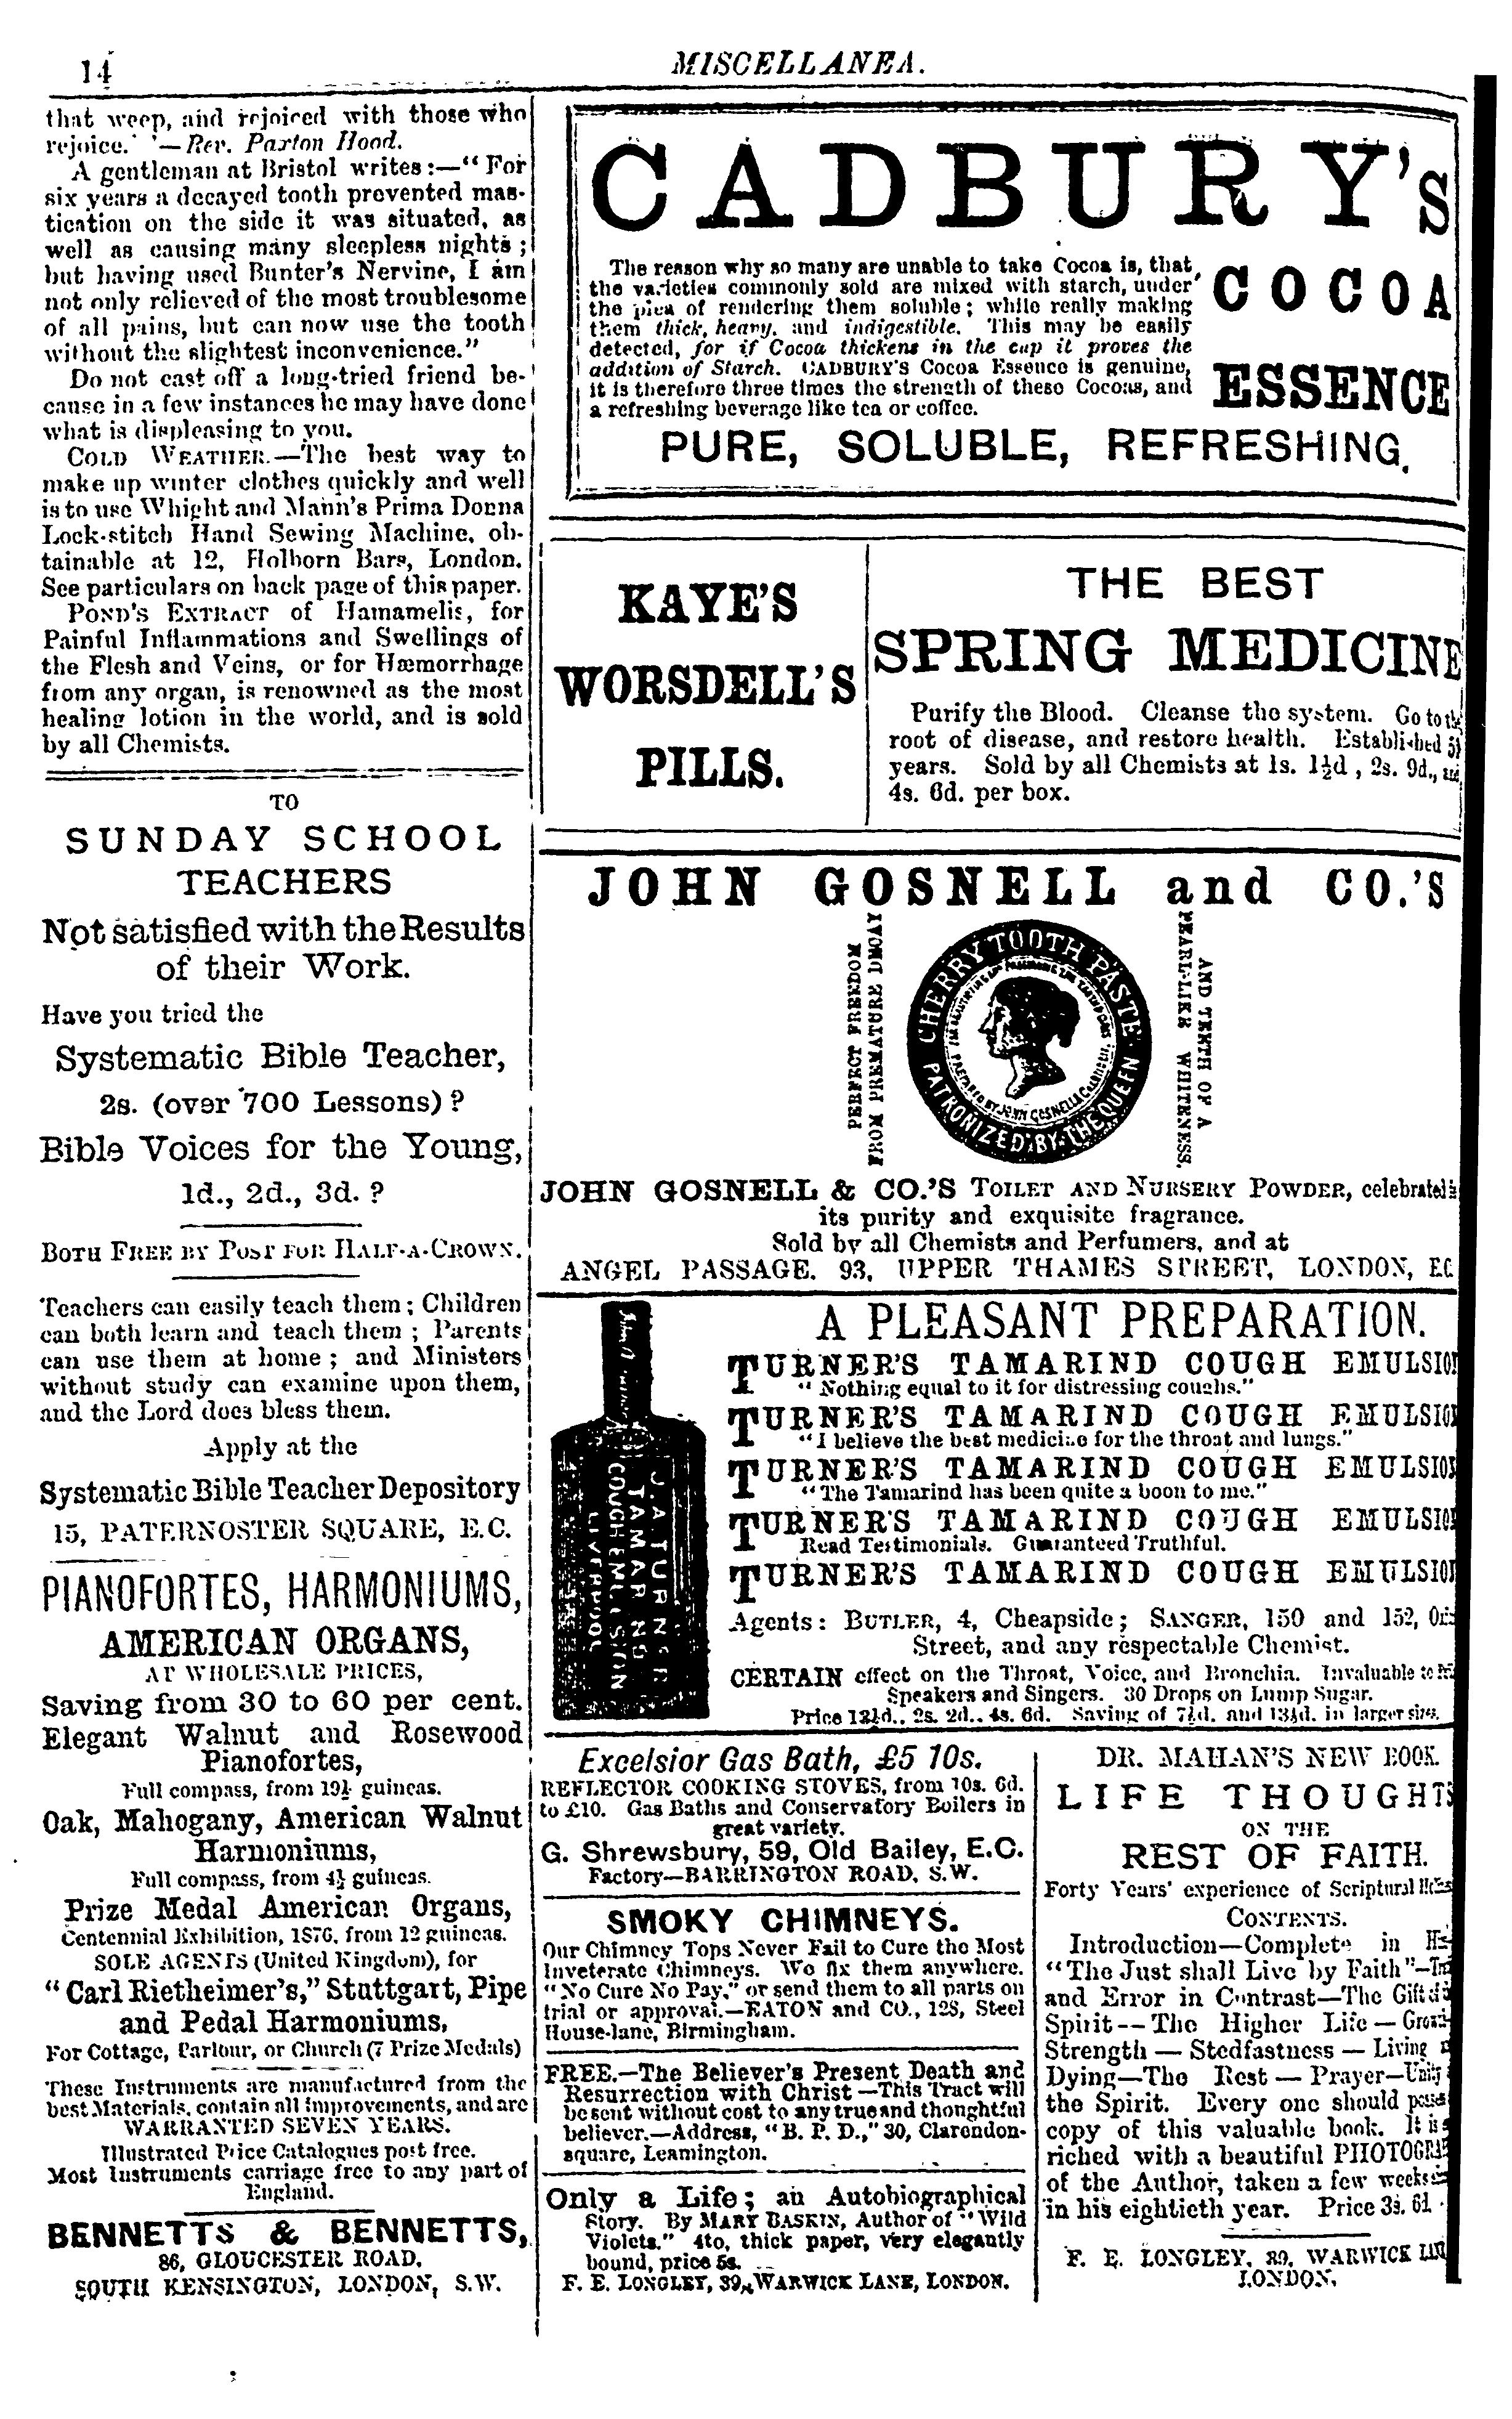 14
MISCELLANEA.
that weep, and rejoiced with those who
rejoice.' '—Rev. Paxton Hood.
A gentleman at Bristol writes:—“For
six years a decayed tooth prevented mas-
tication on the side it was situated, as
well as causing many sleepless nights;
but having used Bunter's Nervine, I am
not only relieved of the most troublesome
of all pains, but can now use the tooth
without the slightest inconvenience."
Do not cast off a long-tried friend be-
cause in a few instances he may have done
what is displeasing to you.
COLD WEATHER.—The best way to
make up winter clothes quickly and well
is to use Whight and Mann's Prima Donna
Lock-stitch Hand Sewing Machine, ob-
tainable at 12, Holborn Bars, London.
See particulars on back page of this paper.
POND'S EXTRACT of Hamamelis, for
Painful Inflammations and Swellings of
the Flesh and Veins, or for Hæmorrhage
from any organ, is renowned as the most
healing lotion in the world, and is sold
by all Chemists.
TO
SUNDAY SCHOOL
TEACHERS
Not satisfied with the Results
of their Work.
Have you tried the
Systematic Bible Teacher,
2s. (over 700 Lessons)?
Bible Voices for the Young,
1d., 2d., 3d.?
BOTH FREE BY POST FOR HALF-A-CROWN.
Teachers can easily teach them; Children
can both learn and teach them; Parents
can use them at home; and Ministers
without study can examine upon them,
and the Lord does bless them.
Apply at the
Systematic Bible Teacher Depository
15, PATERNOSTER SQUARE, E.C.
PIANOFORTES, HARMONIUMS,
AMERICAN ORGANS,
AT WHOLESALE PRICES,
Saving from 30 to 60 per cent.
Elegant Walnut and Rosewood
Pianofortes,
Full compass, from 19½ guineas.
Oak, Mahogany, American Walnut
Harmoniums,
Full compass, from 4½ guineas.
Prize Medal American Organs,
Centennial Exhibition, 1876, from 12 guineas.
SOLE AGENTS (United Kingdom), for
“Carl Rietheimer's,” Stuttgart, Pipe
and Pedal Harmoniums,
For Cottage, Parlour, or Church (7 Prize Medals)
These Instruments are manufactured from the
best Materials, contain all improvements, and are
WARRANTED SEVEN YEARS.
Illustrated Price Catalogues post free.
Most Instruments carriage free to any part of
England.
BENNETTS & BENNETTS,
86, GLOUCESTER ROAD,
SOUTH KENSINGTON, LONDON, S.W.
CADBURY'S
COCOA
ESSENCE
The reason why so many are unable to take Cocoa is, that
the varieties commonly sold are mixed with starch, under
the plea of rendering them soluble; while really making
them thick, heavy, and indigestible. This may be easily
detected, for if Cocoa thickens in the cup it proves the
addition of Starch. CADBURY'S Cocoa Essence is genuine,
it is therefore three times the strength of these Cocoas, and
a refreshing beverage like tea or coffee.
PURE, SOLUBLE, REFRESHING.
KAYE'S
WORSDELL'S
PILLS.
THE BEST
SPRING MEDICINE
Purify the Blood. Cleanse the system. Go to the
root of disease, and restore health. Established
years. Sold by all Chemists at 1s. 1½d, 2s. 9d., and
4s. 6d. per box.
JOHN GOSNELL and CO.'S
PERFECT FREEDOM
FROM PREMATURE DECAY
CHERRY TOOTH PASTE
PATRONIZED BY THE QUEEN
PREPARED BY JOHN GOSNELL & Co
AND TEETH OF A
PEARL-LIKE WHITENESS.
JOHN GOSNELL & CO.'S TOILET AND NURSERY POWDER, celebrated
its purity and exquisite fragrance.
Sold by all Chemists and Perfumers, and at
ANGEL PASSAGE, 93, UPPER THAMES STREET, LONDON, E.C.
J.A TURNER
TAMARIND
COUGH EMULSION
LIVERPOOL
A PLEASANT PREPARATION.
TURNER'S TAMARIND COUGH EMULSION
“Nothing equal to it for distressing coughs.”
TURNER'S TAMARIND COUGH EMULSION
“I believe the best medicine for the throat and lungs.”
TURNER'S TAMARIND COUGH EMULSION
“The Tamarind has been quite a boon to me.”
TURNER'S TAMARIND COUGH EMULSION
Read Testimonials. Guaranteed Truthful.
TURNER'S TAMARIND COUGH EMULSION
Agents: BUTLER, 4, Cheapside; SANGER, 150 and 152,
Street, and any respectable Chemist.
CERTAIN effect on the Throat, Voice, and Bronchia. Invaluable to
Speakers and Singers. 30 Drops on Lump Sugar.
Price 13½d., 2s. 2d., 4s. 6d. Saving of 7½d. and 13½d. in larger sizes.
Excelsior Gas Bath, £5 10s.
REFLECTOR COOKING STOVES, from 10s. 6d.
to £10. Gas Baths and Conservatory Boilers in
great variety.
G. Shrewsbury, 59, Old Bailey, E.C.
Factory—BARRINGTON ROAD, S.W.
SMOKY CHIMNEYS.
Our Chimney Tops Never Fail to Cure the Most
Inveterate Chimneys. We fix them anywhere.
“No Cure No Pay,” or send them to all parts on
trial or approval.—EATON and CO., 128, Steel
House-lane, Birmingham.
FREE.—The Believer's Present Death and
Resurrection with Christ—This Tract will
be sent without cost to any true and thoughtful
believer.—Address, “B. P. D.,” 30, Clarendon-
square, Leamington.
Only a Life; an Autobiographical
Story. By MARY BASKIN, Author of “Wild
Violets.” 4to, thick paper, very elegantly
bound, price 5s.
F. E. LONGLEY, 39, WARWICK LANE, LONDON.
DR. MAHAN'S NEW BOOK.
LIFE THOUGHTS
ON THE
REST OF FAITH.
Forty Years' experience of Scriptural
CONTENTS.
Introduction—Complete in
“The Just shall Live by Faith”—
and Error in Contrast—The Gift
Spirit—The Higher Life—
Strength—Stedfastness—Living
Dying—The Rest—Prayer—Unity
the Spirit. Every one should
copy of this valuable book. It is
riched with a beautiful PHOTOGRAPH
of the Author, taken a few weeks
in his eightieth year. Price 3s. 6d.
F. E. LONGLEY, 39, WARWICK LANE
LONDON.